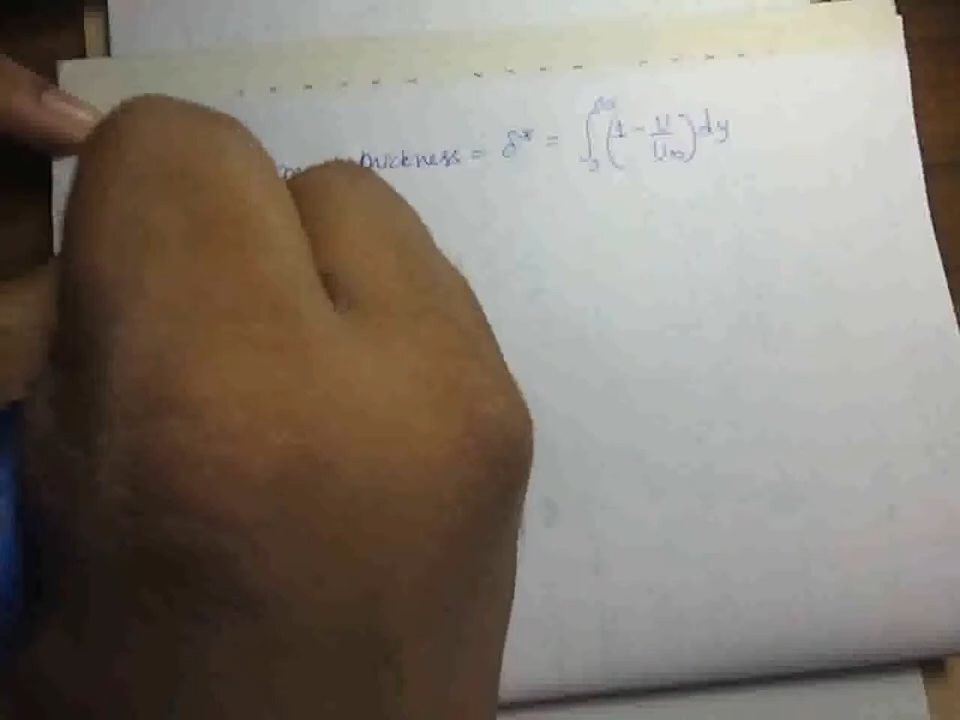 thickness = δ* = ∫₀^∞ (1 - U/U∞) dy